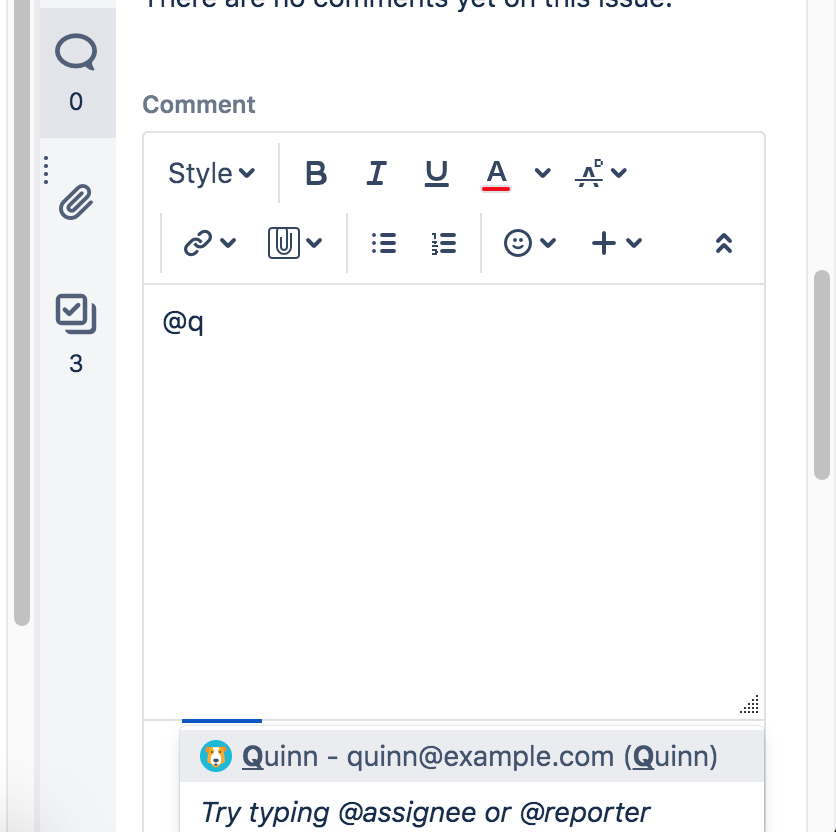 There are no comments yet on this issue.
0
Comment
Style
B I U A
@q
3
Quinn - quinn@example.com (Quinn)
Try typing @assignee or @reporter